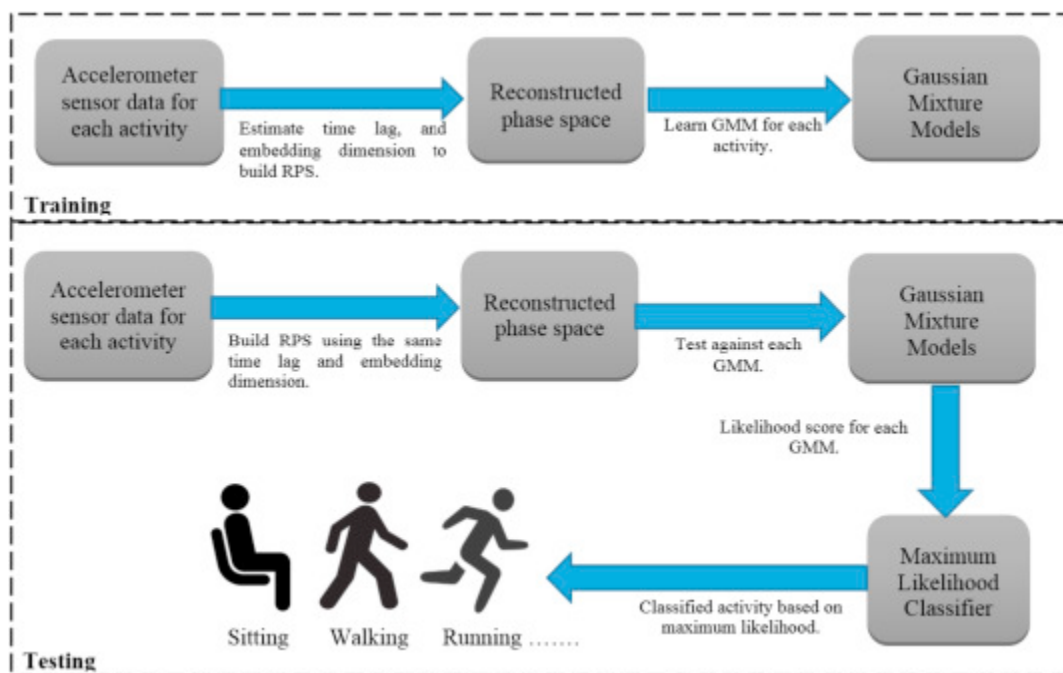 Accelerometer
sensor data for
each activity
Estimate time lag, and
embedding dimension to
build RPS.
Reconstructed
phase space
Learn GMM for each
activity.
Gaussian
Mixture
Models
Training
Accelerometer
sensor data for
each activity
Build RPS using the same
time lag and embedding
dimension.
Reconstructed
phase space
Test against each
GMM.
Gaussian
Mixture
Models
Likelihood score for each
GMM.
Maximum
Likelihood
Classifier
Classified activity based on
maximum likelihood.
Sitting Walking Running .......
Testing